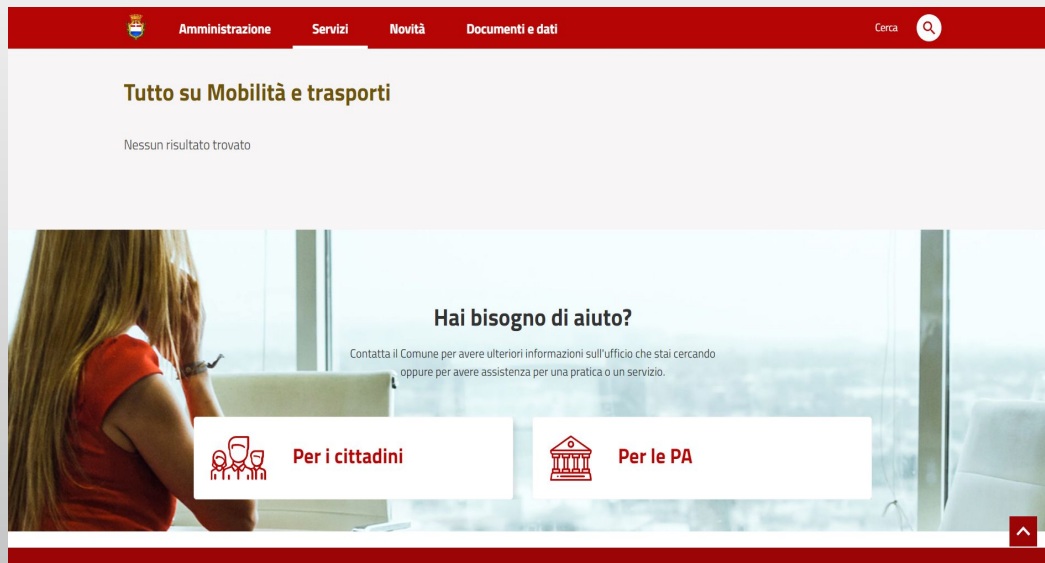 Amministrazione Servizi Novità Documenti e dati Cerca
Tutto su Mobilità e trasporti
Nessun risultato trovato
Hai bisogno di aiuto?
Contatta il Comune per avere ulteriori informazioni sull'ufficio che stai cercando
oppure per avere assistenza per una pratica o un servizio.
Per i cittadini
Per le PA